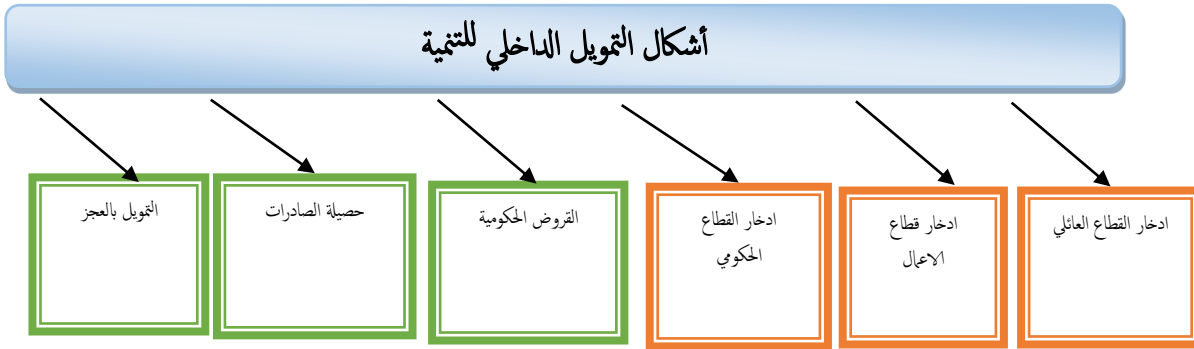 أشكال التمويل الداخلي للتنمية
ادخار القطاع العائلي
ادخار قطاع
الاعمال
ادخار القطاع
الحكومي
القروض الحكومية
حصيلة الصادرات
التمويل بالعجز